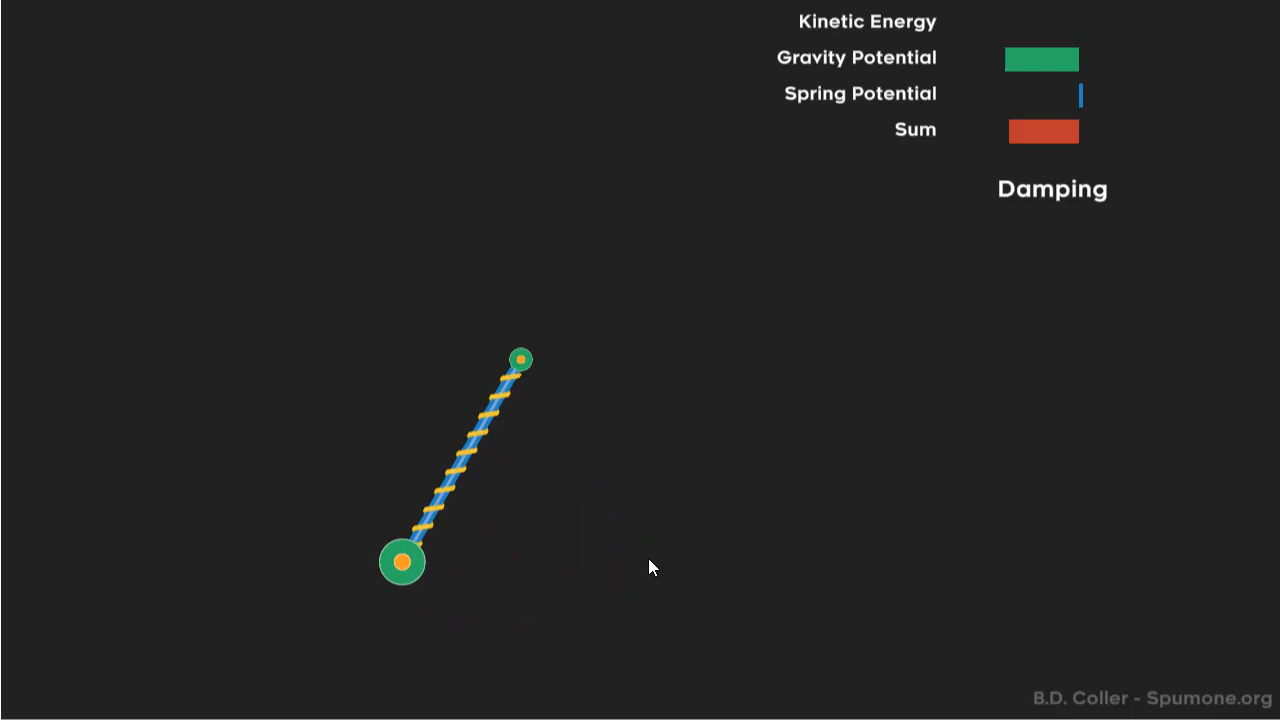 Kinetic Energy
Gravity Potential
Spring Potential
Sum
Damping
B.D. Coller - Spumone.org